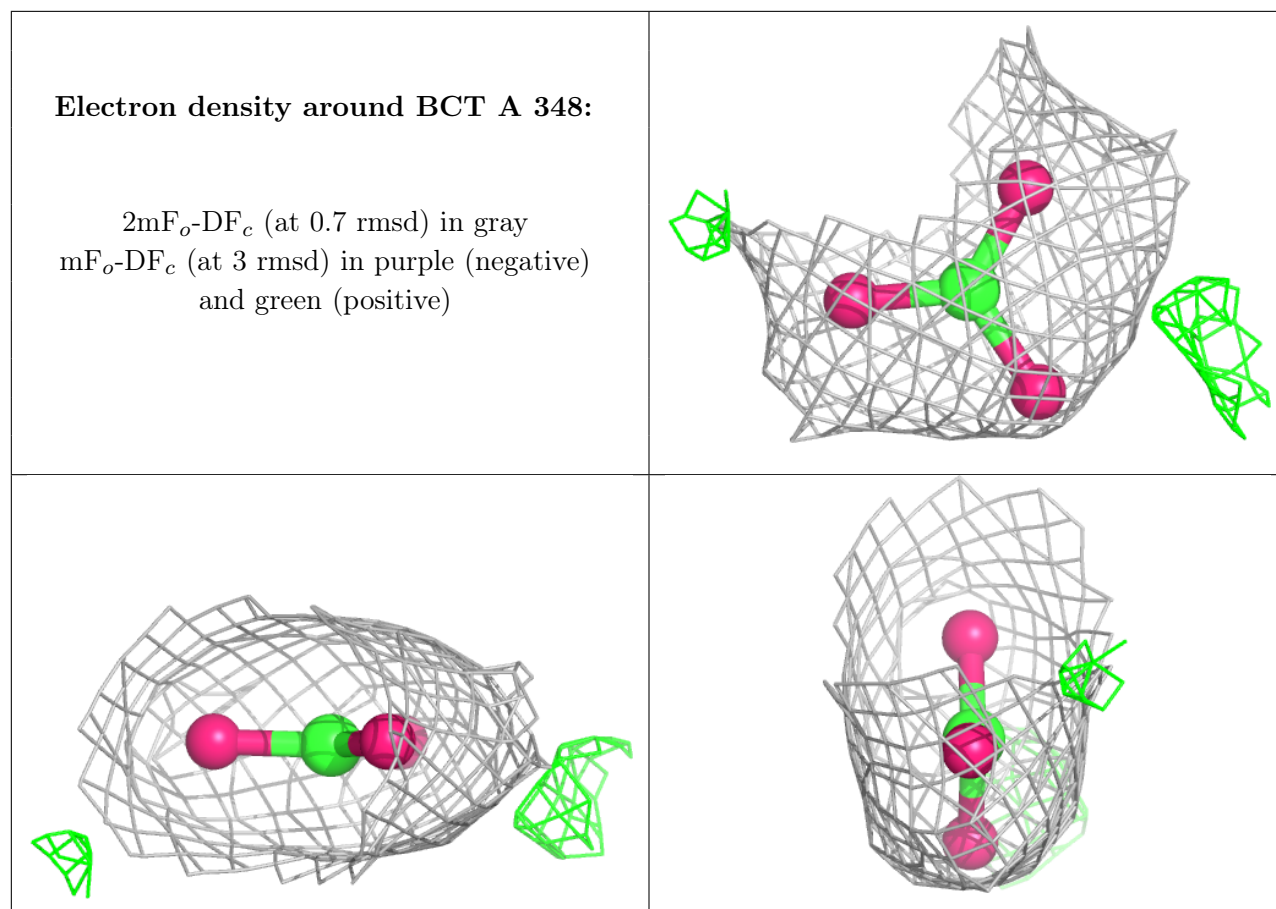 Electron density around BCT A 348:
2mFo-DFc (at 0.7 rmsd) in gray
mFo-DFc (at 3 rmsd) in purple (negative)
and green (positive)